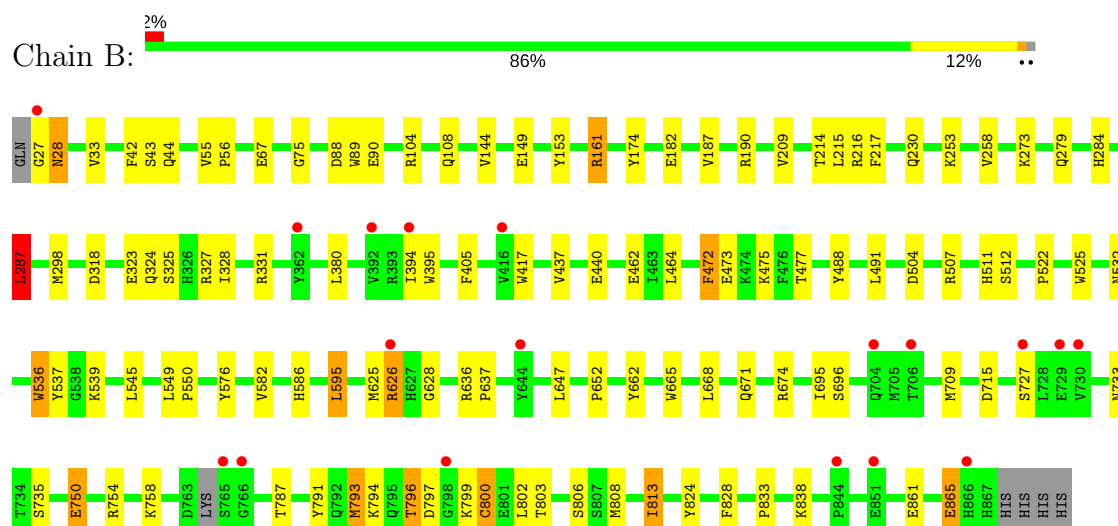 2%
Chain B:
86% 12% ••
GLN G27 N28 V33 F42 S43 Q44 V55 P56 E67 G75 D88 W89 E90 R104 Q108 V144 E149 Y153 R161 Y174 E182 V187 R190 V209 T214 L215 R216 F217 Q230 K253 V258 K273 Q279 H284
L287 M298 D318 E323 Q324 S325 H326 R327 I328 R331 Y362 L380 V392 R393 I394 W395 F405 V416 W417 V437 E440 E462 I463 L464 F472 E473 K474 K475 F476 T477 Y488 L491 D504 R507 H511 S512 P522 W525 N532
W536 Y537 G538 K539 L545 L549 P550 Y576 V582 H586 L595 M625 R626 H627 G628 R636 P637 Y644 L647 P652 Y662 W665 L668 Q671 R674 I695 S696 Q704 M705 T706 M709 D715 S727 L728 E729 V730 N733
T734 S735 E750 R754 K758 D763 LYS S765 G766 T787 Y791 Q792 M793 K794 Q795 T796 D797 G798 K799 C800 E801 L802 T803 S806 S807 M808 I813 Y824 F828 P833 K838 P844 E851 E861 E865 H866 H867 HIS HIS HIS HIS